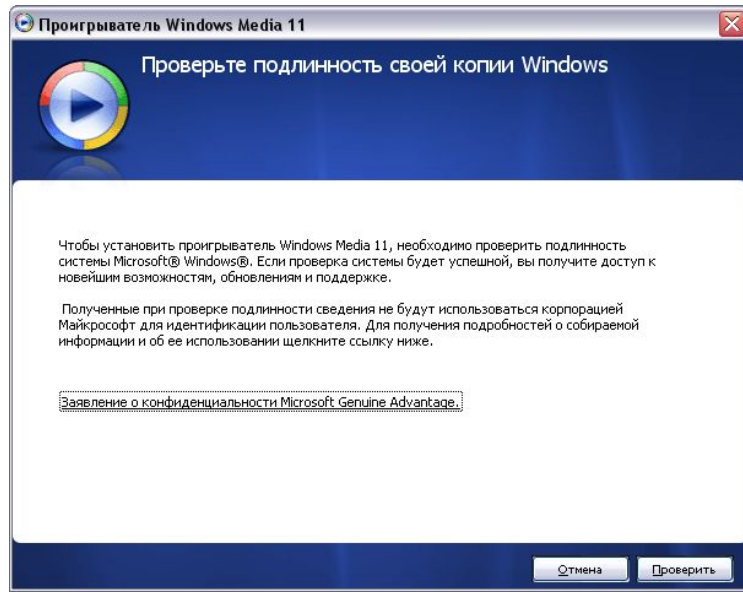 Проигрыватель Windows Media 11
Проверьте подлинность своей копии Windows
Чтобы установить проигрыватель Windows Media 11, необходимо проверить подлинность
системы Microsoft® Windows®. Если проверка системы будет успешной, вы получите доступ к
новейшим возможностям, обновлениям и поддержке.
Полученные при проверке подлинности сведения не будут использоваться корпорацией
Майкрософт для идентификации пользователя. Для получения подробностей о собираемой
информации и об ее использовании щелкните ссылку ниже.
Заявление о конфиденциальности Microsoft Genuine Advantage.
Отмена
Проверить